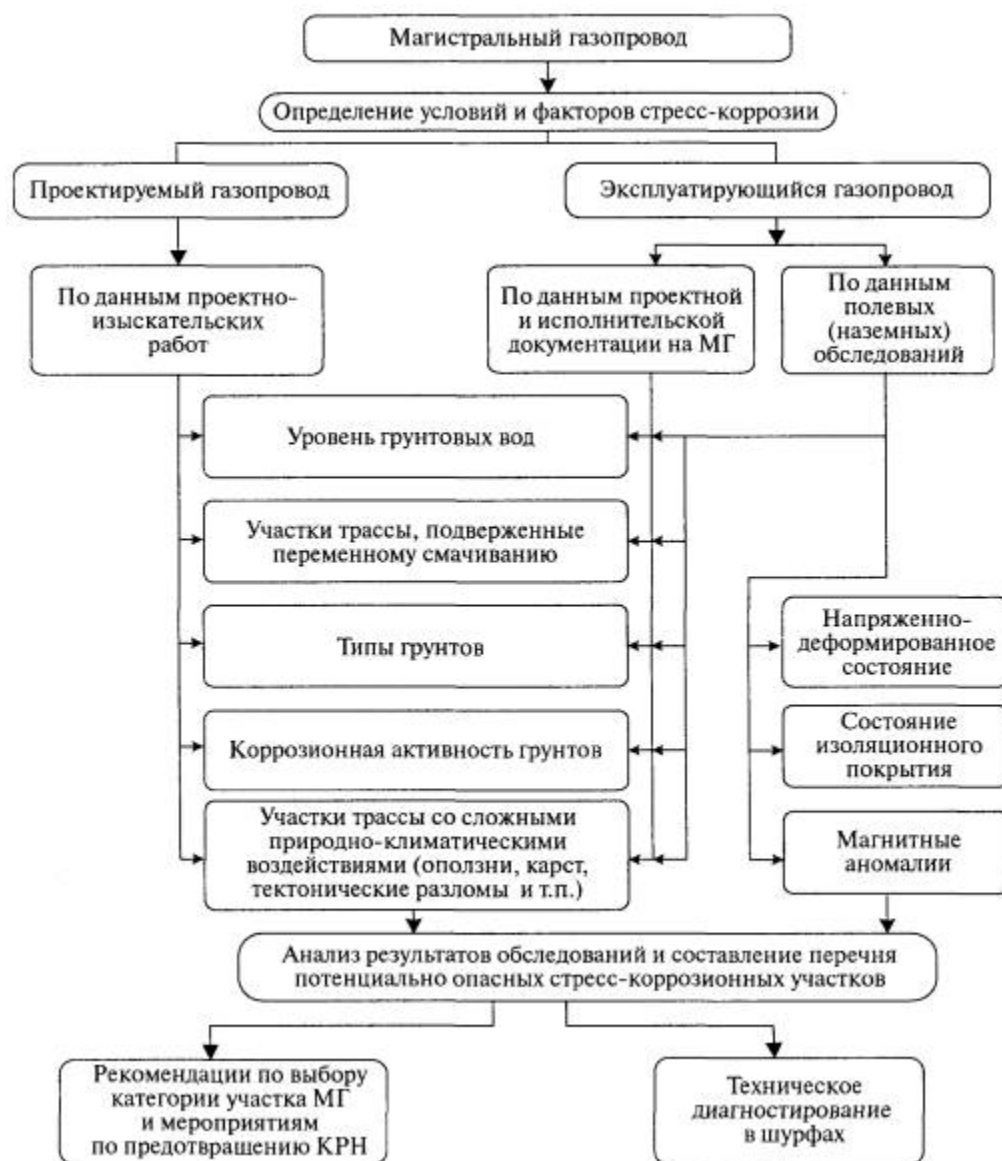 Магистральный газопровод
Определение условий и факторов стресс-коррозии
Проектируемый газопровод
Эксплуатирующийся газопровод
По данным проектно-
изыскательских
работ
По данным проектной
и исполнительской
документации на МГ
По данным
полевых
(наземных)
обследований
Уровень грунтовых вод
Участки трассы, подверженные
переменному смачиванию
Типы грунтов
Коррозионная активность грунтов
Участки трассы со сложными
природно-климатическими
воздействиями (оползни, карст,
тектонические разломы и т.п.)
Напряженно-
деформированное
состояние
Состояние
изоляционного
покрытия
Магнитные
аномалии
Анализ результатов обследований и составление перечня
потенциально опасных стресс-коррозионных участков
Рекомендации по выбору
категории участка МГ
и мероприятиям
по предотвращению КРН
Техническое
диагностирование
в шурфах